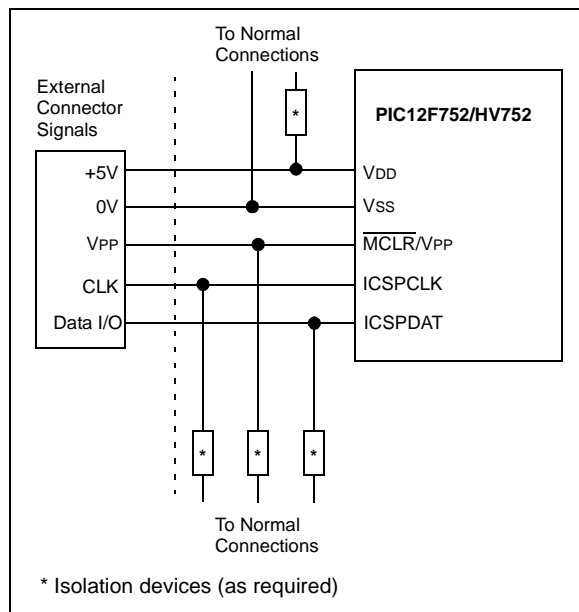 To Normal
Connections
External
Connector
Signals
*
PIC12F752/HV752
+5V
VDD
0V
VSS
VPP
MCLR/VPP
CLK
ICSPCLK
Data I/O
ICSPDAT
* * *
To Normal
Connections
* Isolation devices (as required)